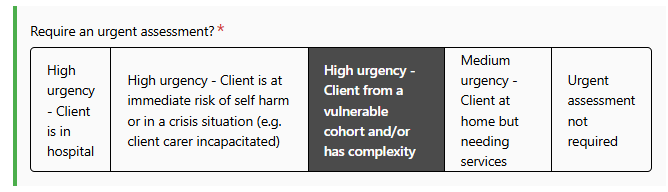 Require an urgent assessment? *
High
urgency
- Client
is in
hospital
High urgency - Client is at
immediate risk of self harm
or in a crisis situation (e.g.
client carer incapacitated)
High urgency -
Client from a
vulnerable
cohort and/or
has complexity
Medium
urgency -
Client at
home but
needing
services
Urgent
assessment
not
required